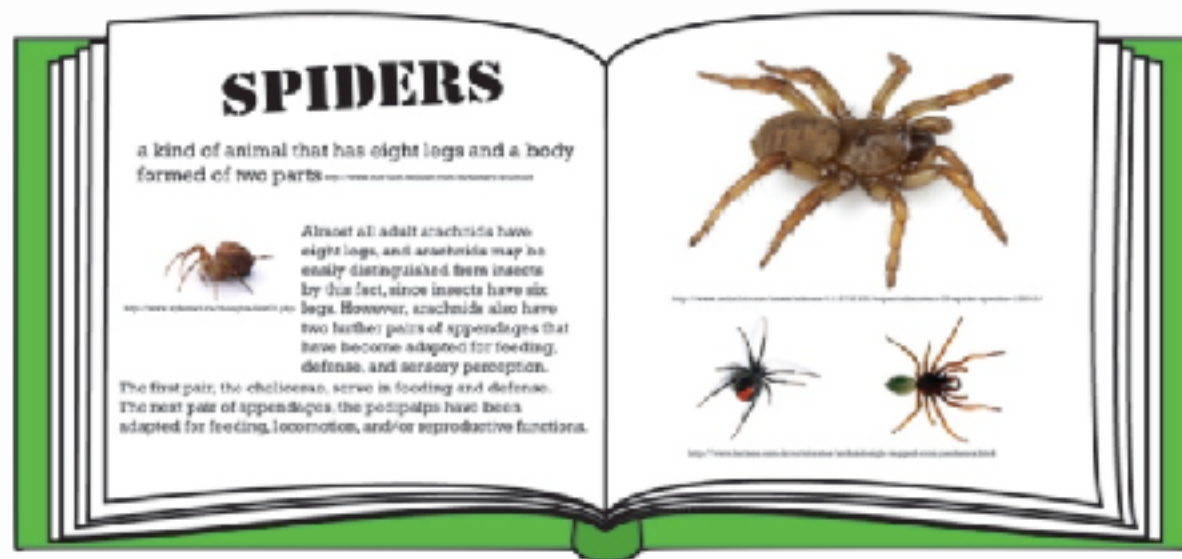 SPIDERS
a kind of animal that has eight legs and a body
formed of two parts
Almost all adult arachnids have
eight legs, and arachnids may be
easily distinguished from insects
by this fact, since insects have six
legs. However, arachnids also have
two further pairs of appendages that
have become adapted for feeding,
defense, and sensory perception.
The first pair, the chelicerae, serve in feeding and defense.
The next pair of appendages, the pedipalps have been
adapted for feeding, locomotion, and/or reproductive functions.